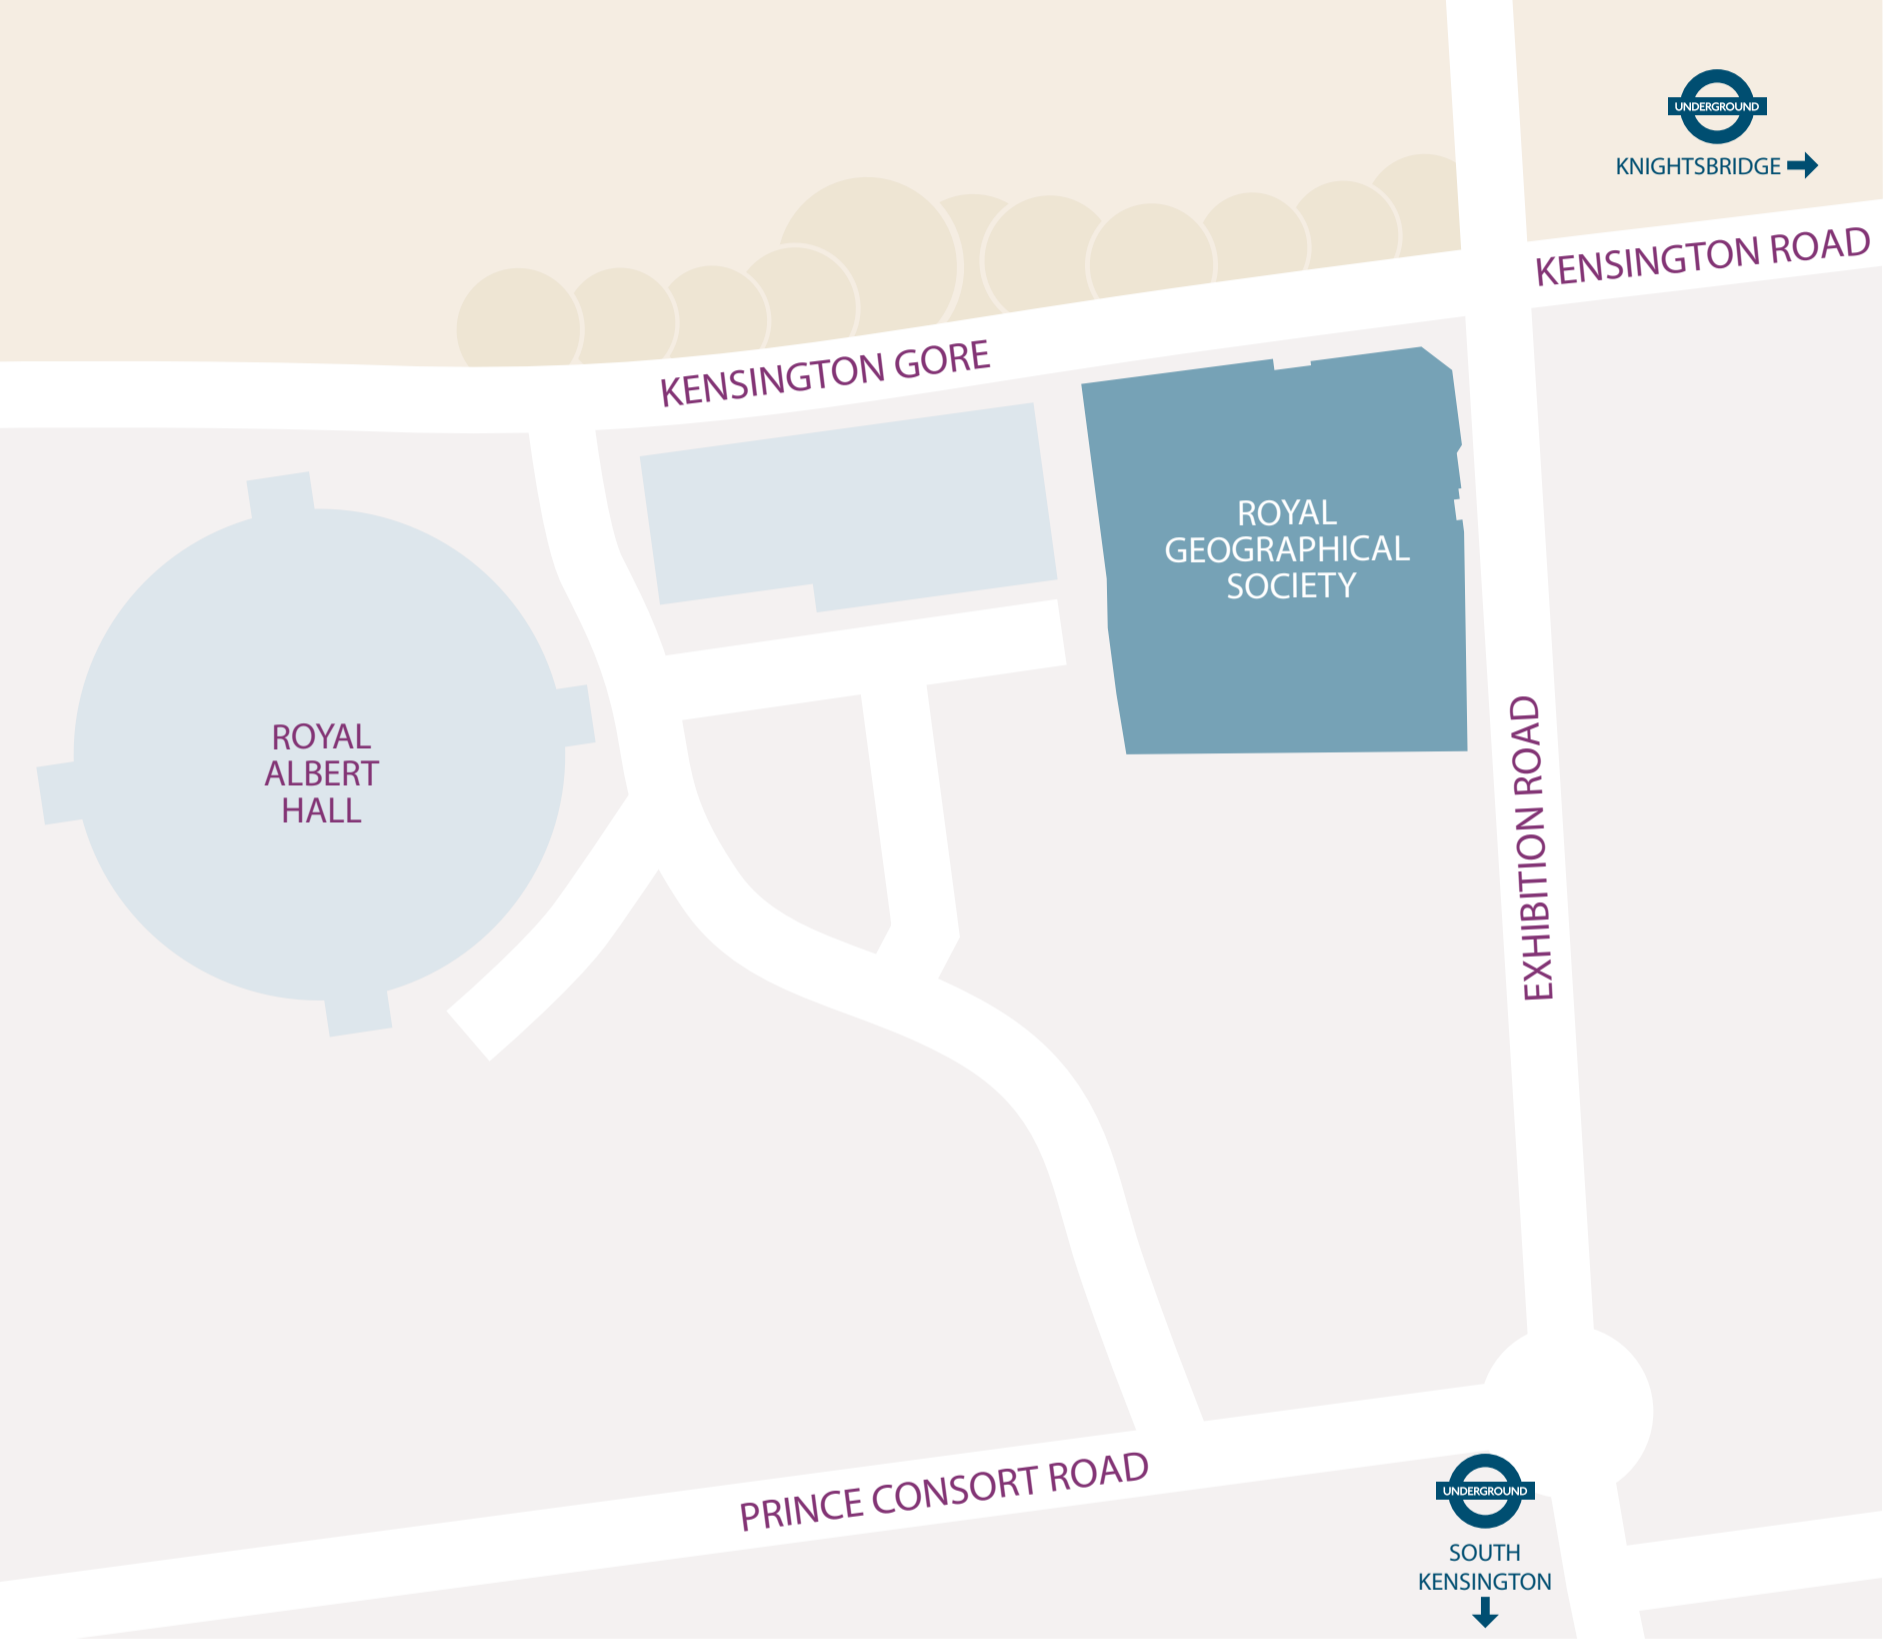 UNDERGROUND
KNIGHTSBRIDGE
KENSINGTON ROAD
KENSINGTON GORE
ROYAL
GEOGRAPHICAL
SOCIETY
ROYAL
ALBERT
HALL
EXHIBITION ROAD
PRINCE CONSORT ROAD
UNDERGROUND
SOUTH
KENSINGTON